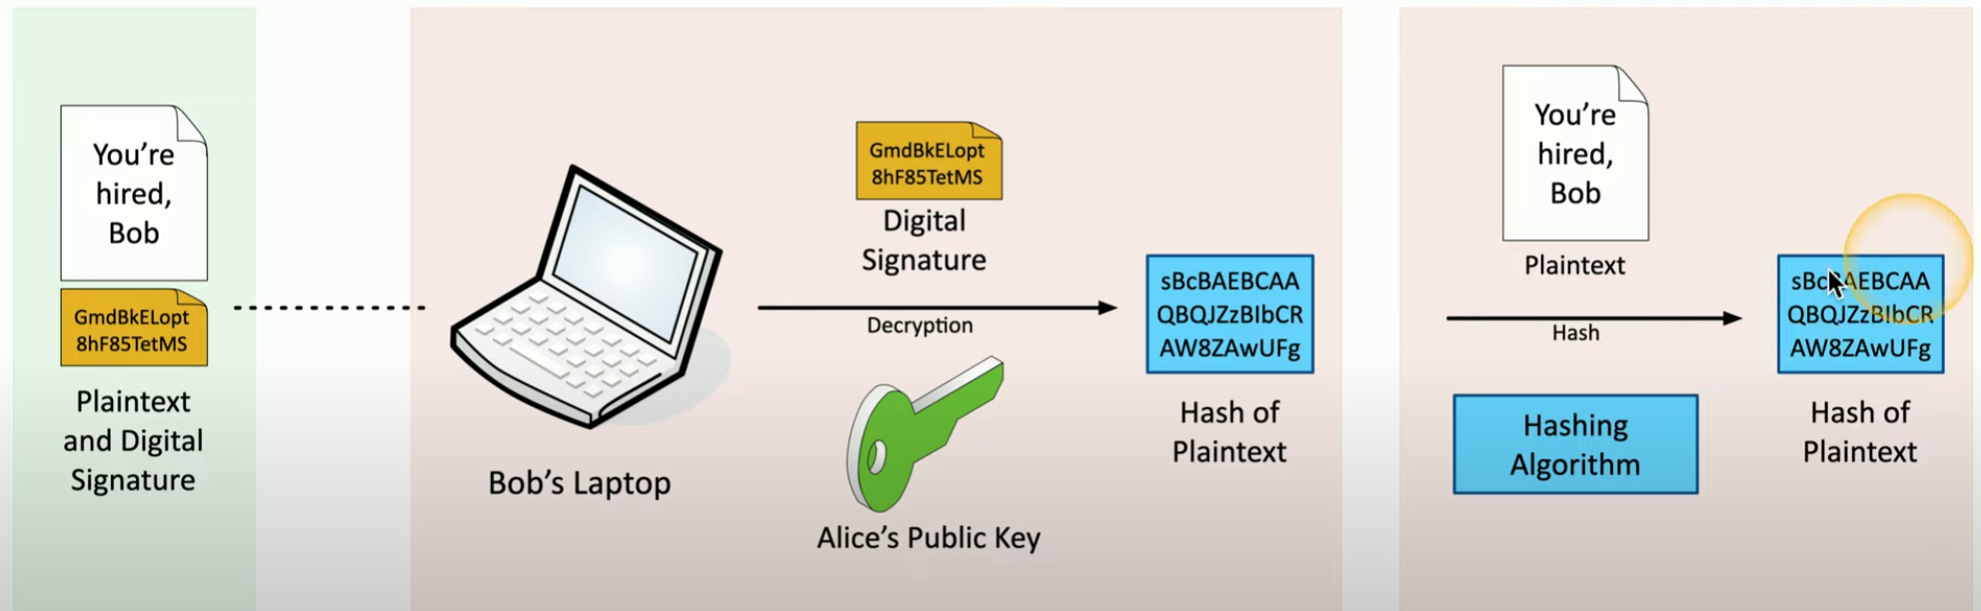 You’re
hired,
Bob
GmdBkELopt
8hF85TetMS
Plaintext
and Digital
Signature
Bob’s Laptop
GmdBkELopt
8hF85TetMS
Digital
Signature
Decryption
Alice’s Public Key
sBcBAEBCAA
QBQJZzBIbCR
AW8ZAwUFg
Hash of
Plaintext
You’re
hired,
Bob
Plaintext
Hash
Hashing
Algorithm
sBcBAEBCAA
QBQJZzBIbCR
AW8ZAwUFg
Hash of
Plaintext